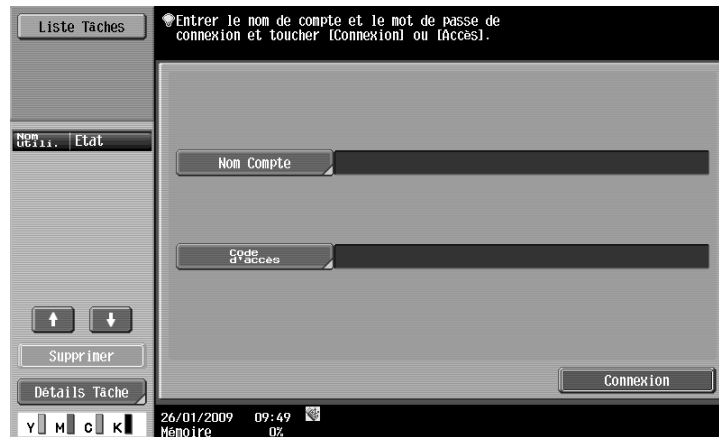 Liste Tâches
Entrer le nom de compte et le mot de passe de
connexion et toucher [Connexion] ou [Accès].
Nom
Utili.
Etat
Nom Compte
Code
d'accès
Supprimer
Détails Tâche
Connexion
Y M C K
26/01/2009 09:49
Mémoire 0%